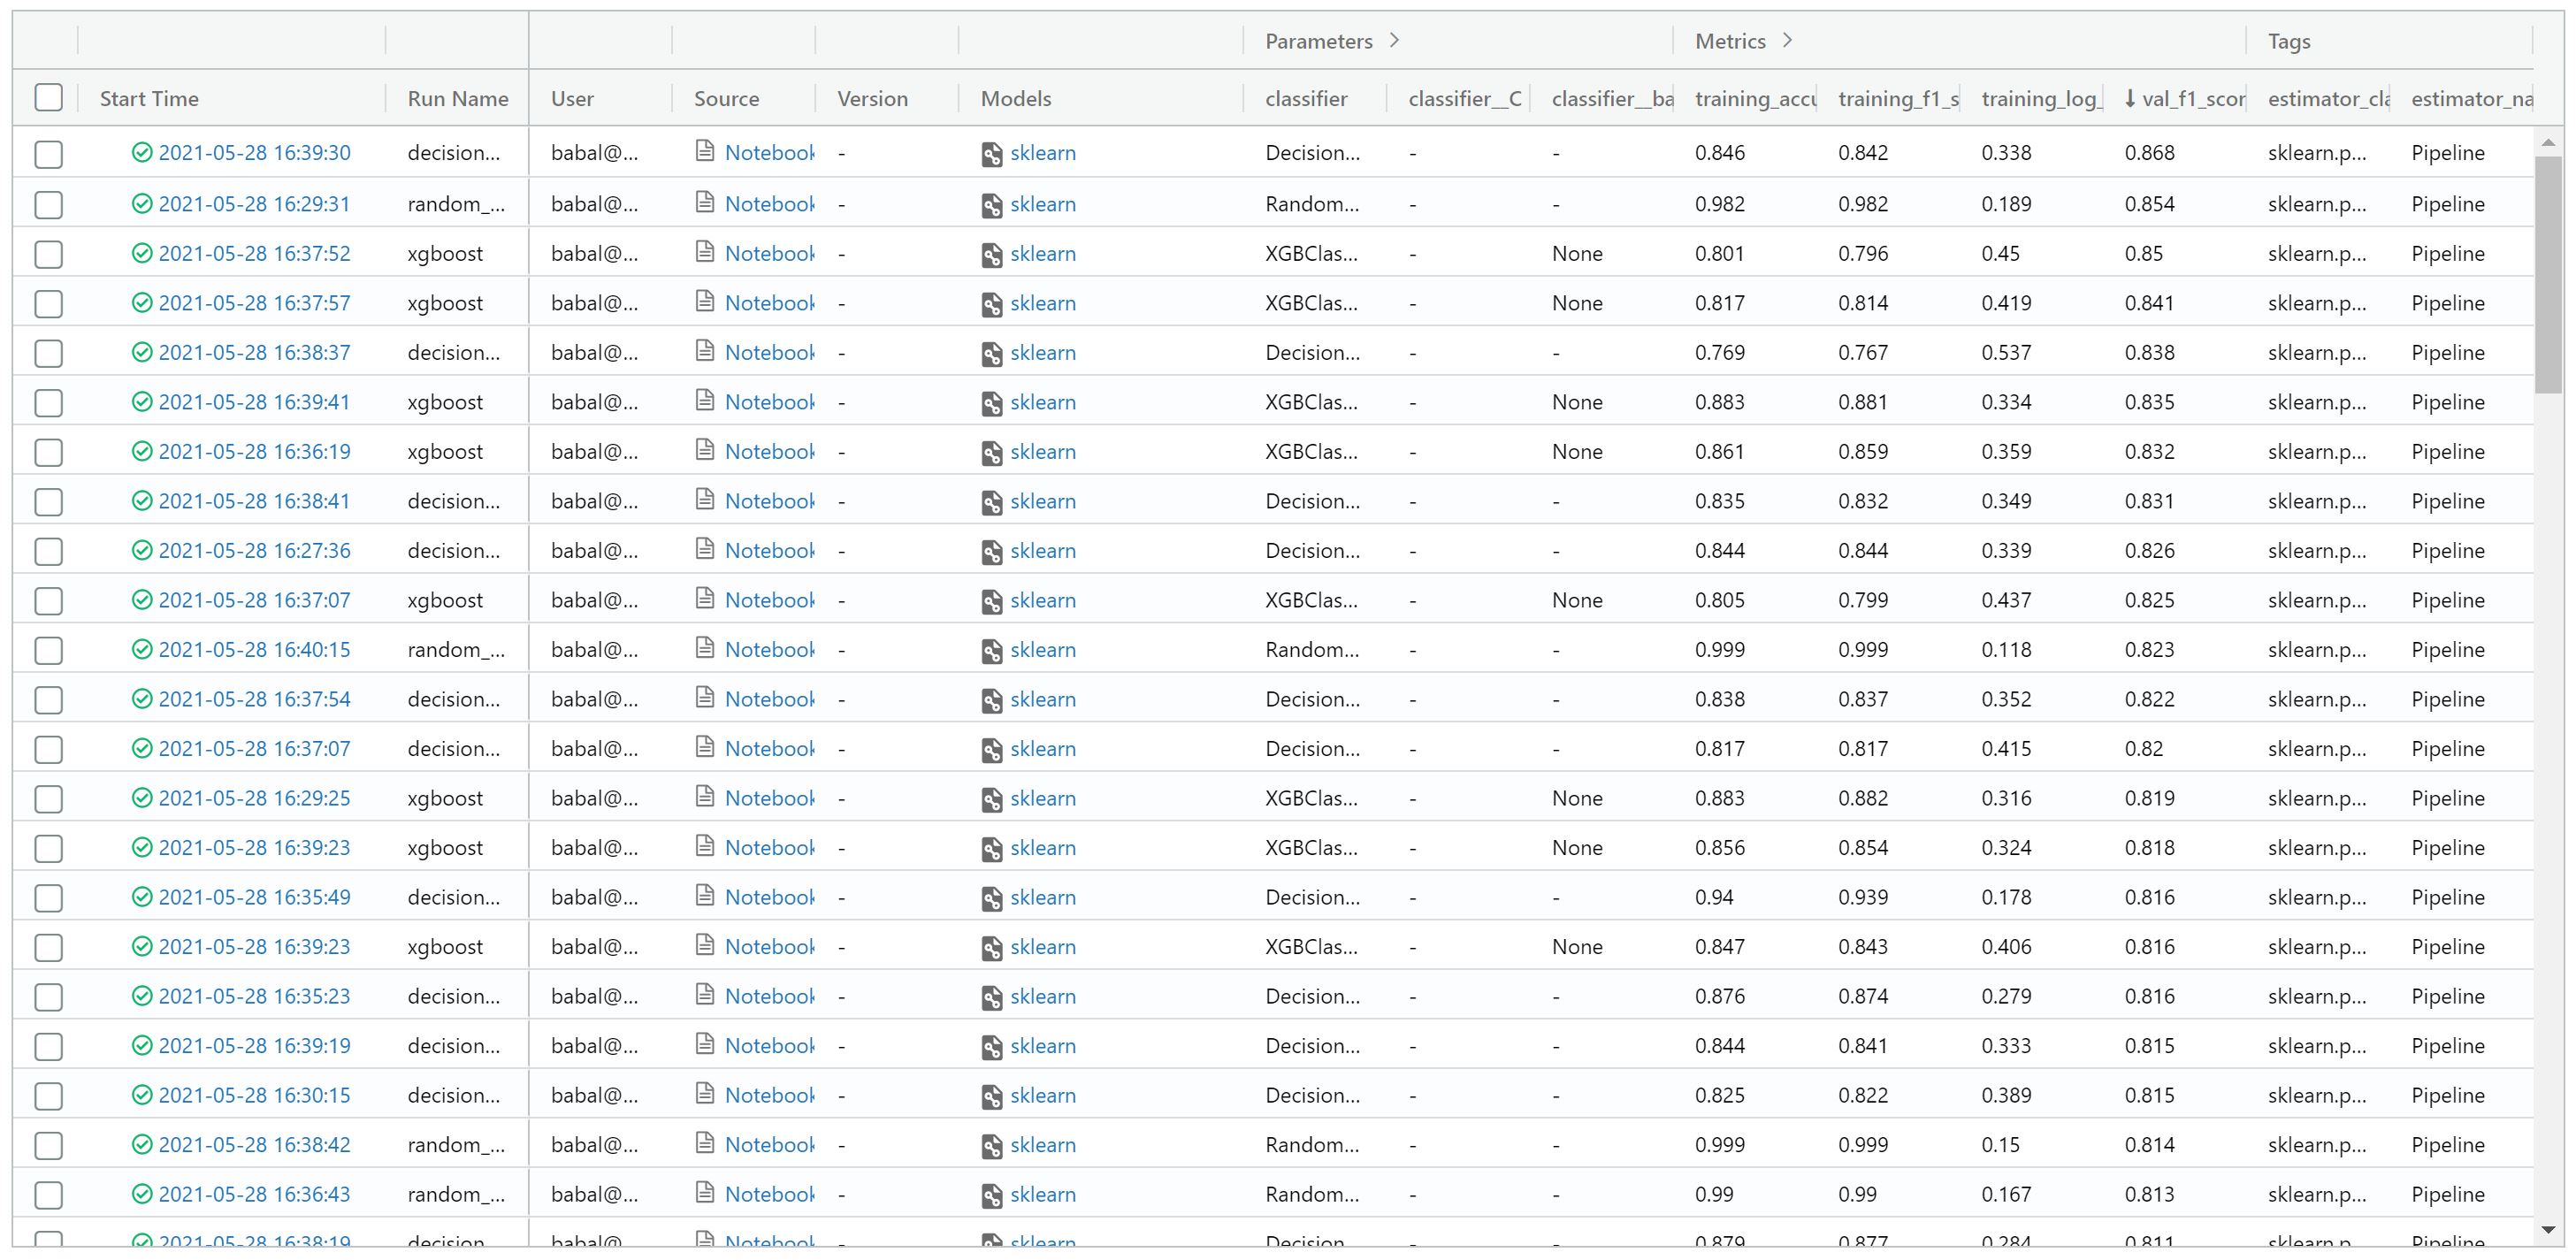 Parameters > Metrics > Tags
Start Time Run Name User Source Version Models classifier classifier__C classifier__ba training_accu training_f1_s training_log_ ↓ val_f1_scor estimator_cla estimator_na
2021-05-28 16:39:30 decision... babal@... Notebook - sklearn Decision... - - 0.846 0.842 0.338 0.868 sklearn.p... Pipeline
2021-05-28 16:29:31 random_... babal@... Notebook - sklearn Random... - - 0.982 0.982 0.189 0.854 sklearn.p... Pipeline
2021-05-28 16:37:52 xgboost babal@... Notebook - sklearn XGBClas... - None 0.801 0.796 0.45 0.85 sklearn.p... Pipeline
2021-05-28 16:37:57 xgboost babal@... Notebook - sklearn XGBClas... - None 0.817 0.814 0.419 0.841 sklearn.p... Pipeline
2021-05-28 16:38:37 decision... babal@... Notebook - sklearn Decision... - - 0.769 0.767 0.537 0.838 sklearn.p... Pipeline
2021-05-28 16:39:41 xgboost babal@... Notebook - sklearn XGBClas... - None 0.883 0.881 0.334 0.835 sklearn.p... Pipeline
2021-05-28 16:36:19 xgboost babal@... Notebook - sklearn XGBClas... - None 0.861 0.859 0.359 0.832 sklearn.p... Pipeline
2021-05-28 16:38:41 decision... babal@... Notebook - sklearn Decision... - - 0.835 0.832 0.349 0.831 sklearn.p... Pipeline
2021-05-28 16:27:36 decision... babal@... Notebook - sklearn Decision... - - 0.844 0.844 0.339 0.826 sklearn.p... Pipeline
2021-05-28 16:37:07 xgboost babal@... Notebook - sklearn XGBClas... - None 0.805 0.799 0.437 0.825 sklearn.p... Pipeline
2021-05-28 16:40:15 random_... babal@... Notebook - sklearn Random... - - 0.999 0.999 0.118 0.823 sklearn.p... Pipeline
2021-05-28 16:37:54 decision... babal@... Notebook - sklearn Decision... - - 0.838 0.837 0.352 0.822 sklearn.p... Pipeline
2021-05-28 16:37:07 decision... babal@... Notebook - sklearn Decision... - - 0.817 0.817 0.415 0.82 sklearn.p... Pipeline
2021-05-28 16:29:25 xgboost babal@... Notebook - sklearn XGBClas... - None 0.883 0.882 0.316 0.819 sklearn.p... Pipeline
2021-05-28 16:39:23 xgboost babal@... Notebook - sklearn XGBClas... - None 0.856 0.854 0.324 0.818 sklearn.p... Pipeline
2021-05-28 16:35:49 decision... babal@... Notebook - sklearn Decision... - - 0.94 0.939 0.178 0.816 sklearn.p... Pipeline
2021-05-28 16:39:23 xgboost babal@... Notebook - sklearn XGBClas... - None 0.847 0.843 0.406 0.816 sklearn.p... Pipeline
2021-05-28 16:35:23 decision... babal@... Notebook - sklearn Decision... - - 0.876 0.874 0.279 0.816 sklearn.p... Pipeline
2021-05-28 16:39:19 decision... babal@... Notebook - sklearn Decision... - - 0.844 0.841 0.333 0.815 sklearn.p... Pipeline
2021-05-28 16:30:15 decision... babal@... Notebook - sklearn Decision... - - 0.825 0.822 0.389 0.815 sklearn.p... Pipeline
2021-05-28 16:38:42 random_... babal@... Notebook - sklearn Random... - - 0.999 0.999 0.15 0.814 sklearn.p... Pipeline
2021-05-28 16:36:43 random_... babal@... Notebook - sklearn Random... - - 0.99 0.99 0.167 0.813 sklearn.p... Pipeline
2021-05-28 16:38:19 decision... babal@... Notebook - sklearn Decision... - - 0.879 0.877 0.284 0.811 sklearn.p... Pipeline